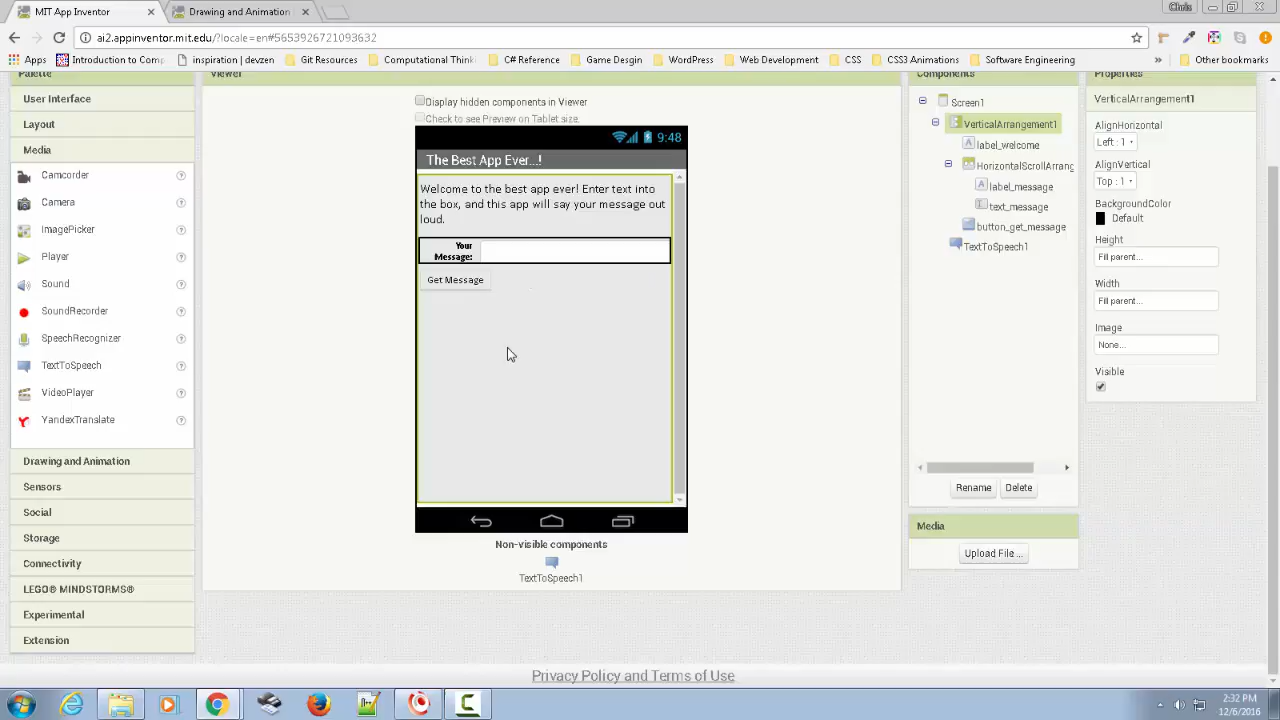 MIT App Inventor
Drawing and Animation
Chris
ai2.appinventor.mit.edu/?locale=en#5653926721093632
Apps
Introduction to Comp
inspiration | devzen
Git Resources
Computational Think
C# Reference
Game Desgin
WordPress
Web Development
CSS
CSS3 Animations
Software Engineering
»
Other bookmarks
Palette
Viewer
Components
Properties
User Interface
Layout
Media
Camcorder
Camera
ImagePicker
Player
Sound
SoundRecorder
SpeechRecognizer
TextToSpeech
VideoPlayer
YandexTranslate
Drawing and Animation
Sensors
Social
Storage
Connectivity
LEGO® MINDSTORMS®
Experimental
Extension
Display hidden components in Viewer
Check to see Preview on Tablet size.
9:48
The Best App Ever...!
Welcome to the best app ever! Enter text into
the box, and this app will say your message out
loud.
Your
Message:
Get Message
Non-visible components
TextToSpeech1
Screen1
VerticalArrangement1
label_welcome
HorizontalScrollArrang
label_message
text_message
button_get_message
TextToSpeech1
Rename
Delete
Media
Upload File ...
VerticalArrangement1
AlignHorizontal
Left : 1
AlignVertical
Top : 1
BackgroundColor
Default
Height
Fill parent...
Width
Fill parent...
Image
None...
Visible
Privacy Policy and Terms of Use
2:32 PM
12/6/2016